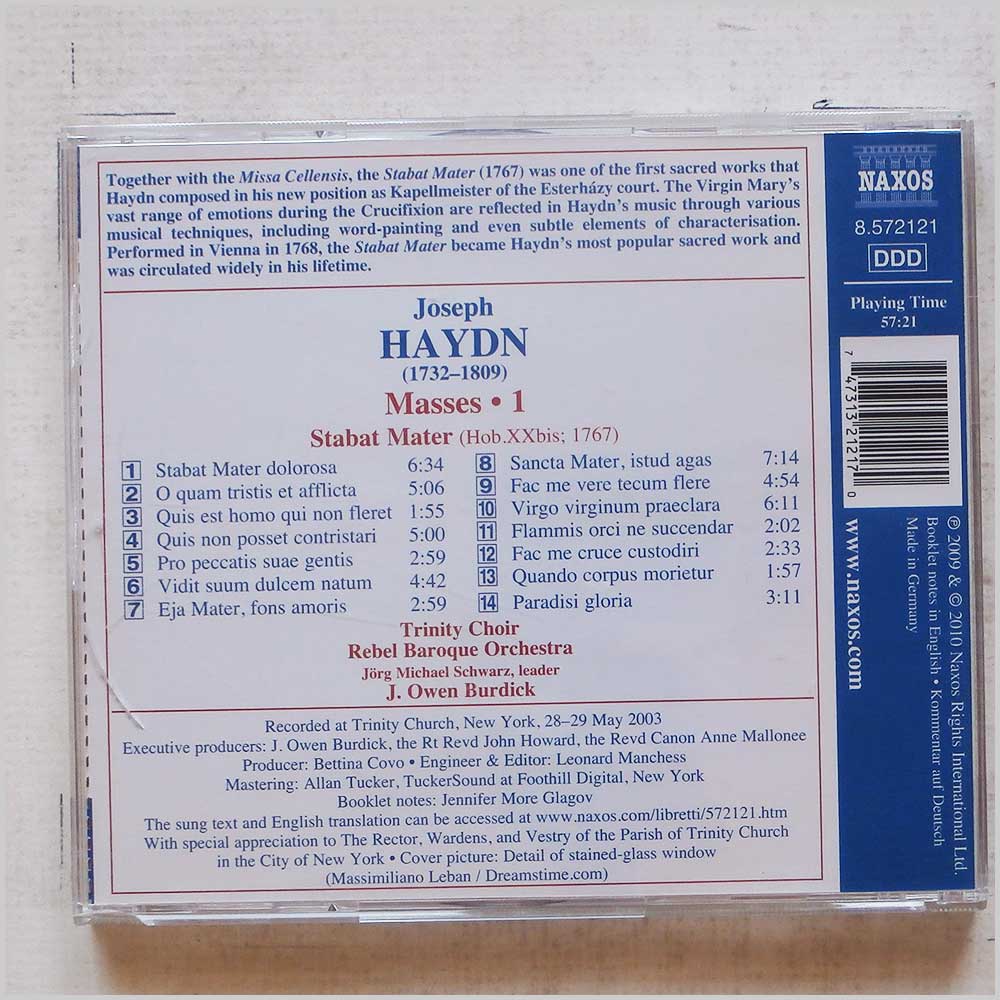 Together with the Missa Cellensis, the Stabat Mater (1767) was one of the first sacred works that
Haydn composed in his new position as Kapellmeister of the Esterházy court. The Virgin Mary's
vast range of emotions during the Crucifixion are reflected in Haydn's music through various
musical techniques, including word-painting and even subtle elements of characterisation.
Performed in Vienna in 1768, the Stabat Mater became Haydn's most popular sacred work and
was circulated widely in his lifetime.
Joseph
HAYDN
(1732–1809)
Masses • 1
Stabat Mater (Hob.XXbis; 1767)
1 Stabat Mater dolorosa 6:34
2 O quam tristis et afflicta 5:06
3 Quis est homo qui non fleret 1:55
4 Quis non posset contristari 5:00
5 Pro peccatis suae gentis 2:59
6 Vidit suum dulcem natum 4:42
7 Eja Mater, fons amoris 2:59
8 Sancta Mater, istud agas 7:14
9 Fac me vere tecum flere 4:54
10 Virgo virginum praeclara 6:11
11 Flammis orci ne succendar 2:02
12 Fac me cruce custodiri 2:33
13 Quando corpus morietur 1:57
14 Paradisi gloria 3:11
Trinity Choir
Rebel Baroque Orchestra
Jörg Michael Schwarz, leader
J. Owen Burdick
Recorded at Trinity Church, New York, 28–29 May 2003
Executive producers: J. Owen Burdick, the Rt Revd John Howard, the Revd Canon Anne Mallonee
Producer: Bettina Covo • Engineer & Editor: Leonard Manchess
Mastering: Allan Tucker, TuckerSound at Foothill Digital, New York
Booklet notes: Jennifer More Glagov
The sung text and English translation can be accessed at www.naxos.com/libretti/572121.htm
With special appreciation to The Rector, Wardens, and Vestry of the Parish of Trinity Church
in the City of New York • Cover picture: Detail of stained-glass window
(Massimiliano Leban / Dreamstime.com)
NAXOS
8.572121
DDD
Playing Time
57:21
7 47313 21217 0
www.naxos.com
℗ 2009 & © 2010 Naxos Rights International Ltd.
Booklet notes in English • Kommentar auf Deutsch
Made in Germany